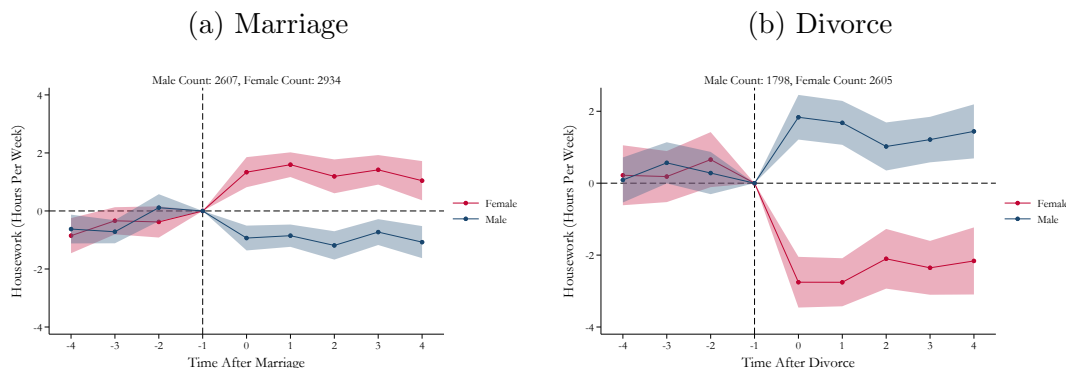 (a) Marriage
Male Count: 2607, Female Count: 2934
Housework (Hours Per Week)
4
2
0
-2
-4
-4 -3 -2 -1 0 1 2 3 4
Time After Marriage
Female
Male
(b) Divorce
Male Count: 1798, Female Count: 2605
Housework (Hours Per Week)
2
0
-2
-4
-4 -3 -2 -1 0 1 2 3 4
Time After Divorce
Female
Male